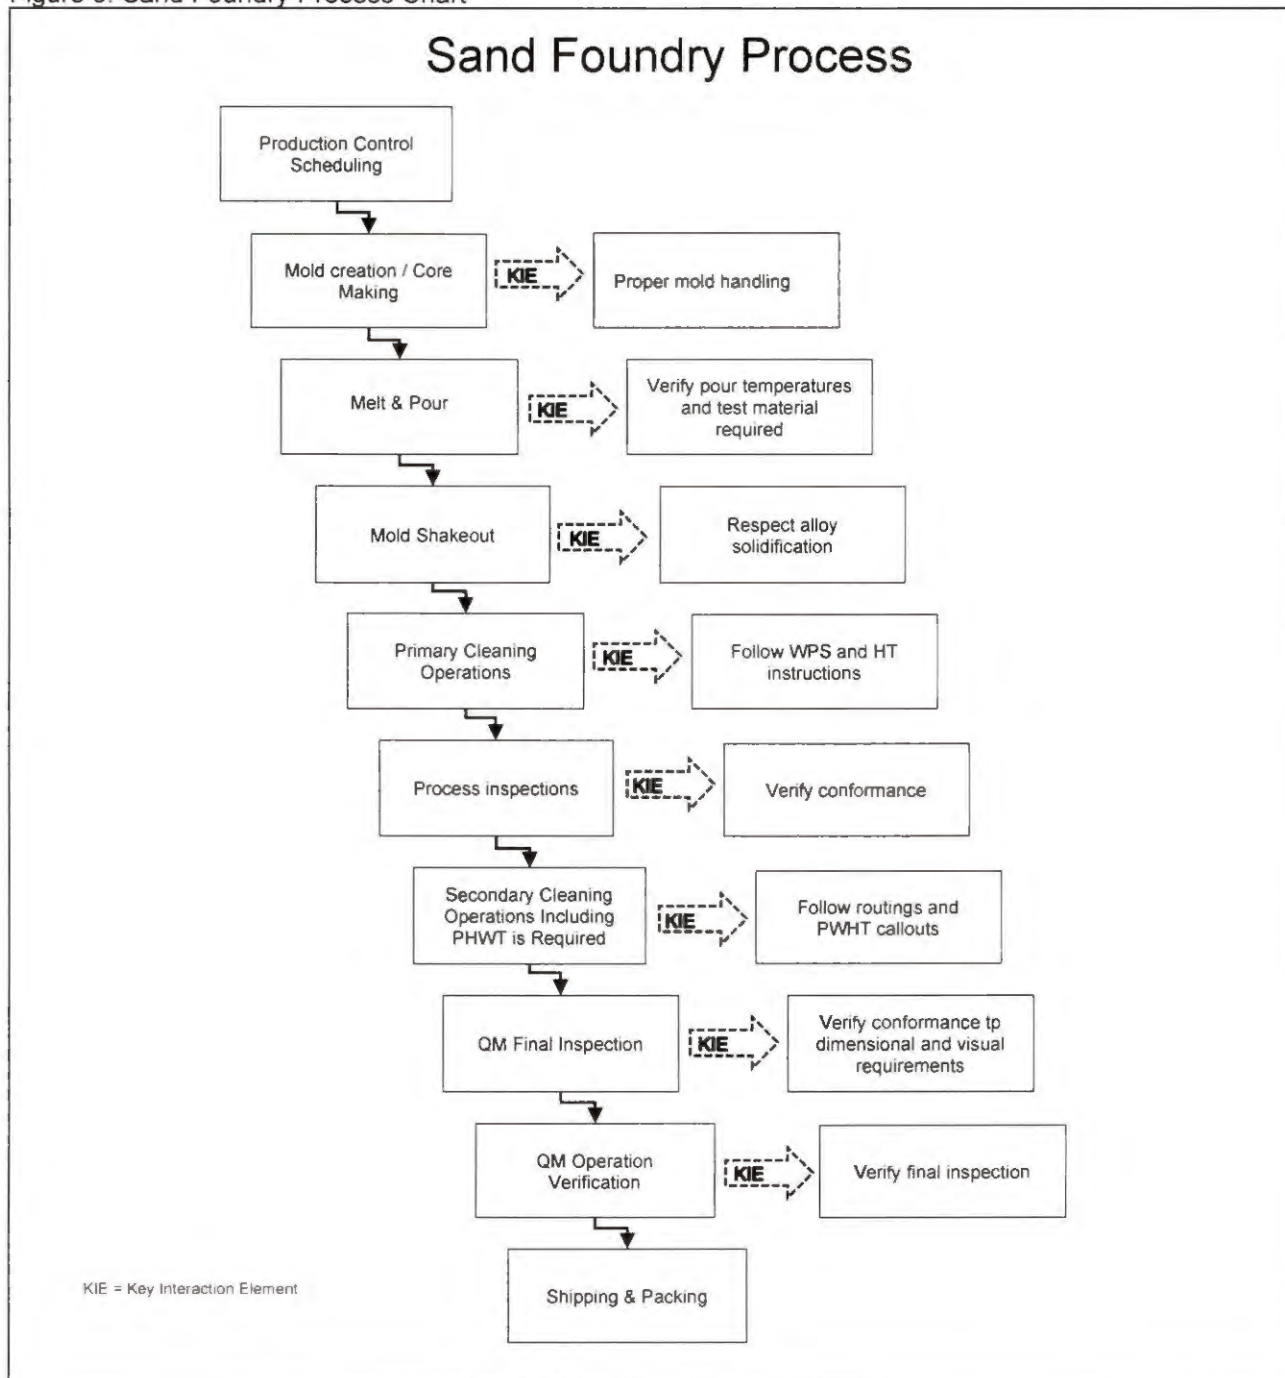 Sand Foundry Process Chart
Sand Foundry Process
Production Control
Scheduling
Mold creation / Core
Making
KIE
Proper mold handling
Melt & Pour
KIE
Verify pour temperatures
and test material
required
Mold Shakeout
KIE
Respect alloy
solidification
Primary Cleaning
Operations
KIE
Follow WPS and HT
instructions
Process inspections
KIE
Verify conformance
Secondary Cleaning
Operations Including
PHWT is Required
KIE
Follow routings and
PWHT callouts
QM Final Inspection
KIE
Verify conformance tp
dimensional and visual
requirements
QM Operation
Verification
KIE
Verify final inspection
Shipping & Packing
KIE = Key Interaction Element